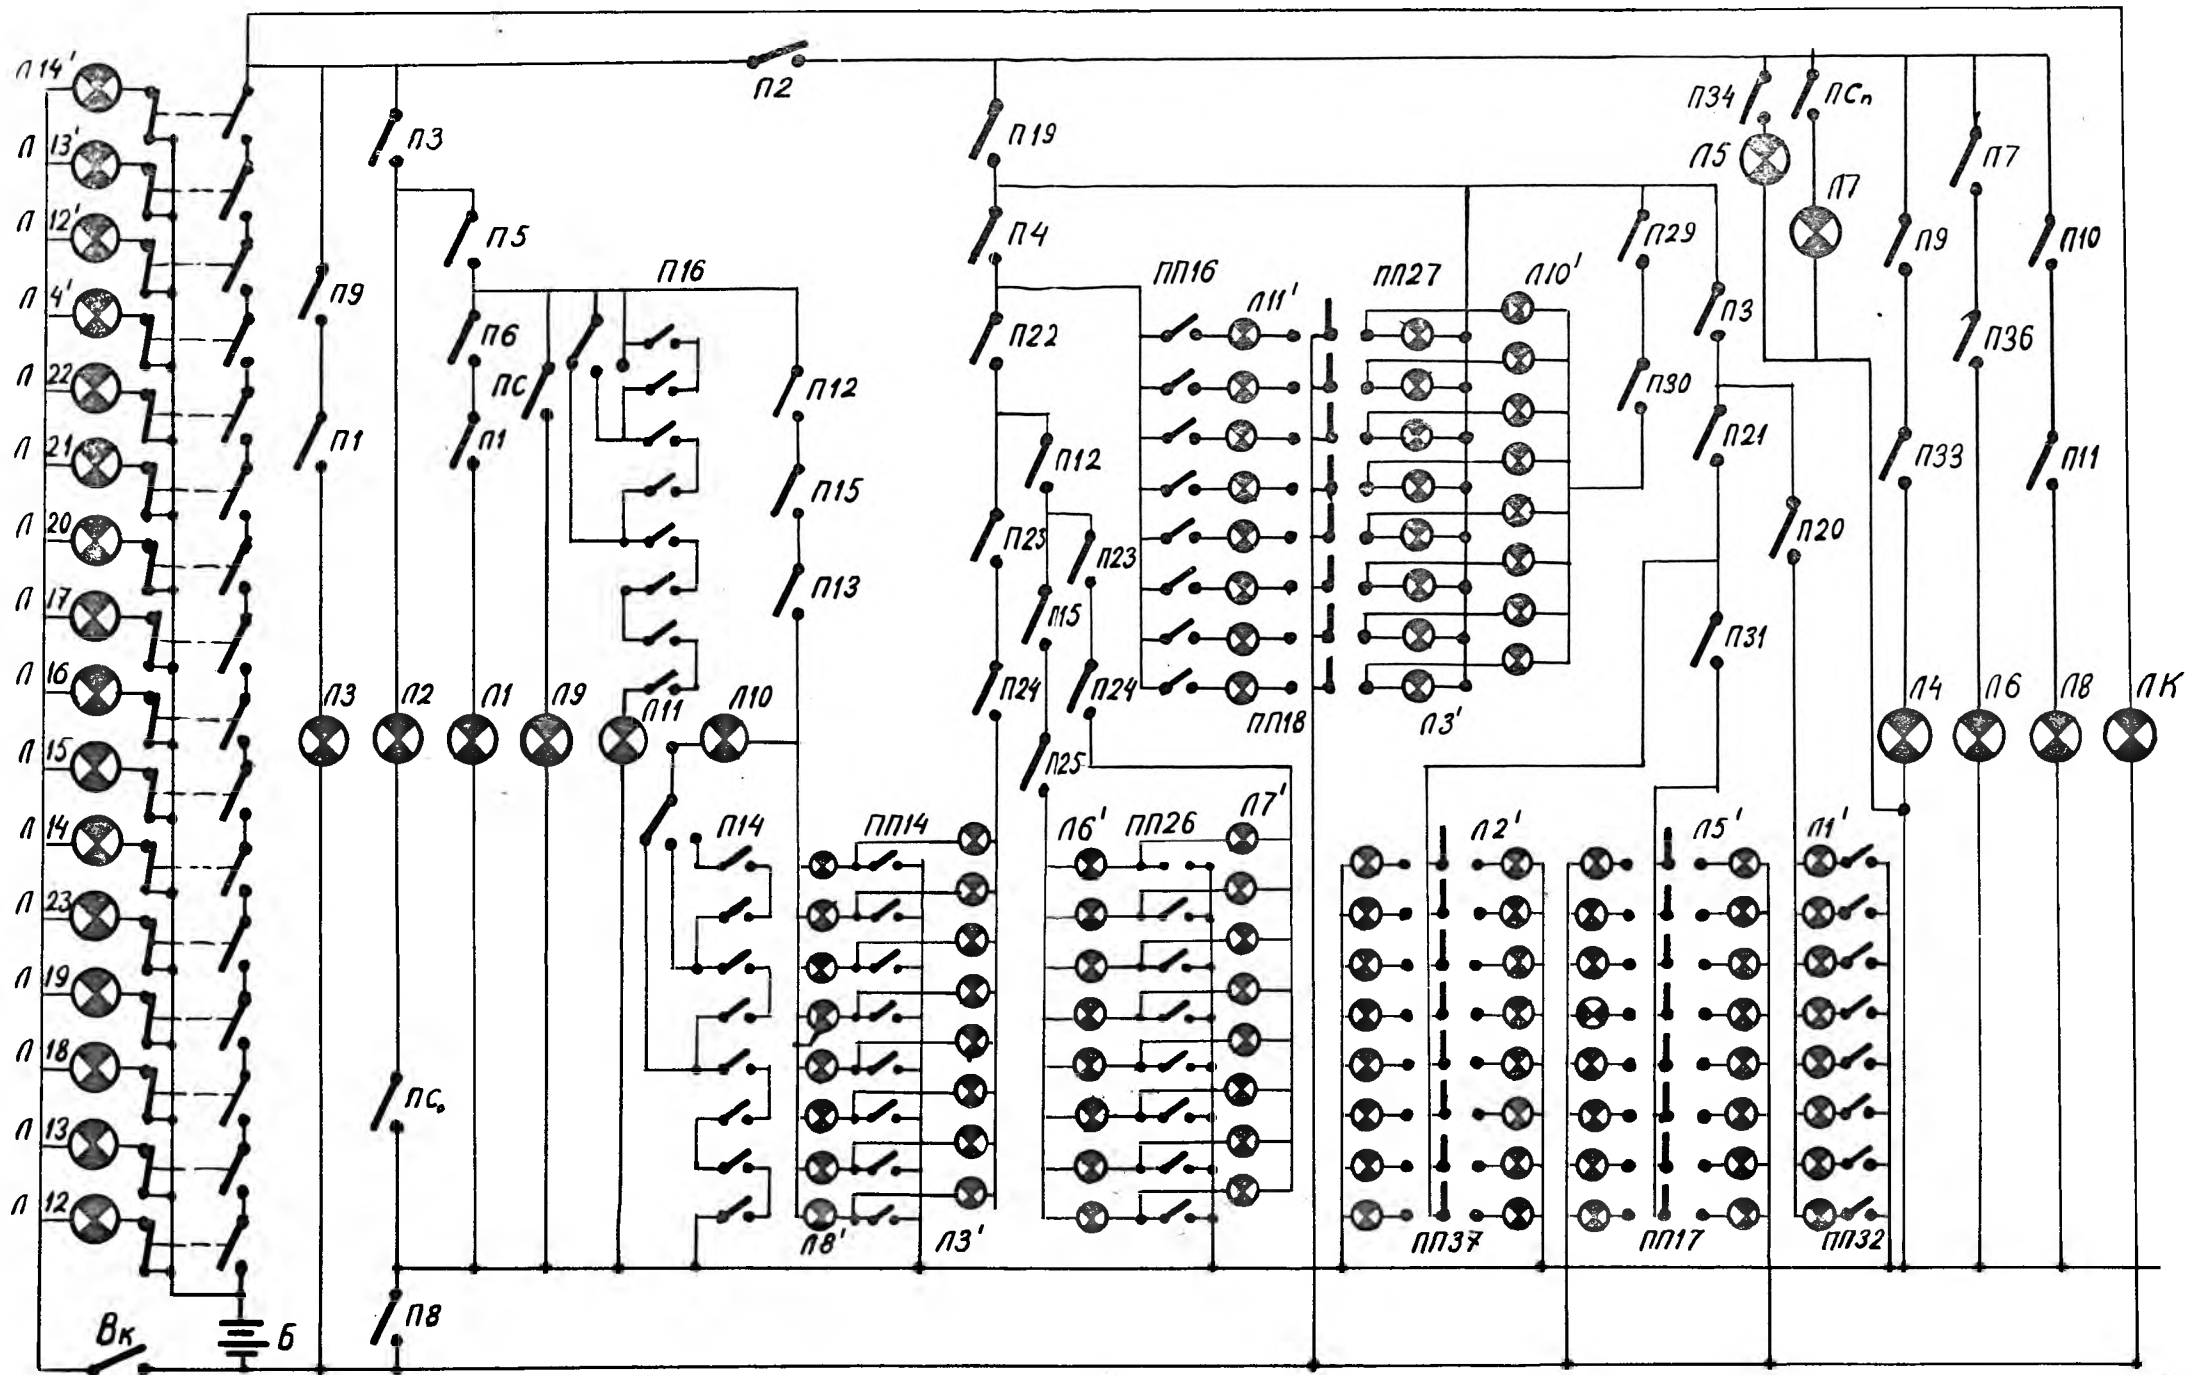 Л14'
Л13'
Л12'
Л4'
Л22
Л21
Л20
Л17
Л16
Л15
Л14
Л23
Л19
Л18
Л13
Л12
Вк
Б
П9
П1
Л3
П3
Л2
ПС₀
П8
П5
П6
П1
Л1
ПС
Л9
П16
Л11
Л10
П14
П12
П15
П13
П2
ПП14
Л8'
Л3'
П19
П4
П22
П23
П24
П12
П15
П25
П23
П24
Л6'
ПП26
Л7'
ПП16
Л11'
ПП27
Л10'
ПП18
Л3'
П29
П30
П3
П21
П31
П20
Л2'
ПП37
Л5'
ПП17
Л1'
ПП32
П34
ПСп
Л5
Л7
П9
П33
Л4
П7
П36
Л6
П10
П11
Л8
ЛК